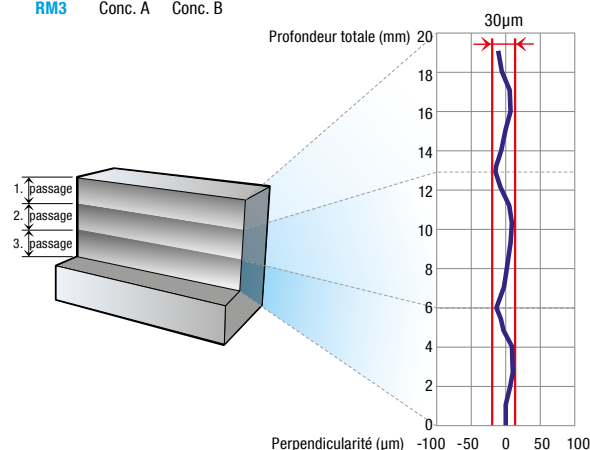 RM3 Conc. A Conc. B
30µm
Profondeur totale (mm) 20
18
16
14
1. passage
12
2. passage
10
3. passage
8
6
4
2
0
Perpendicularité (µm) -100 -50 0 50 100